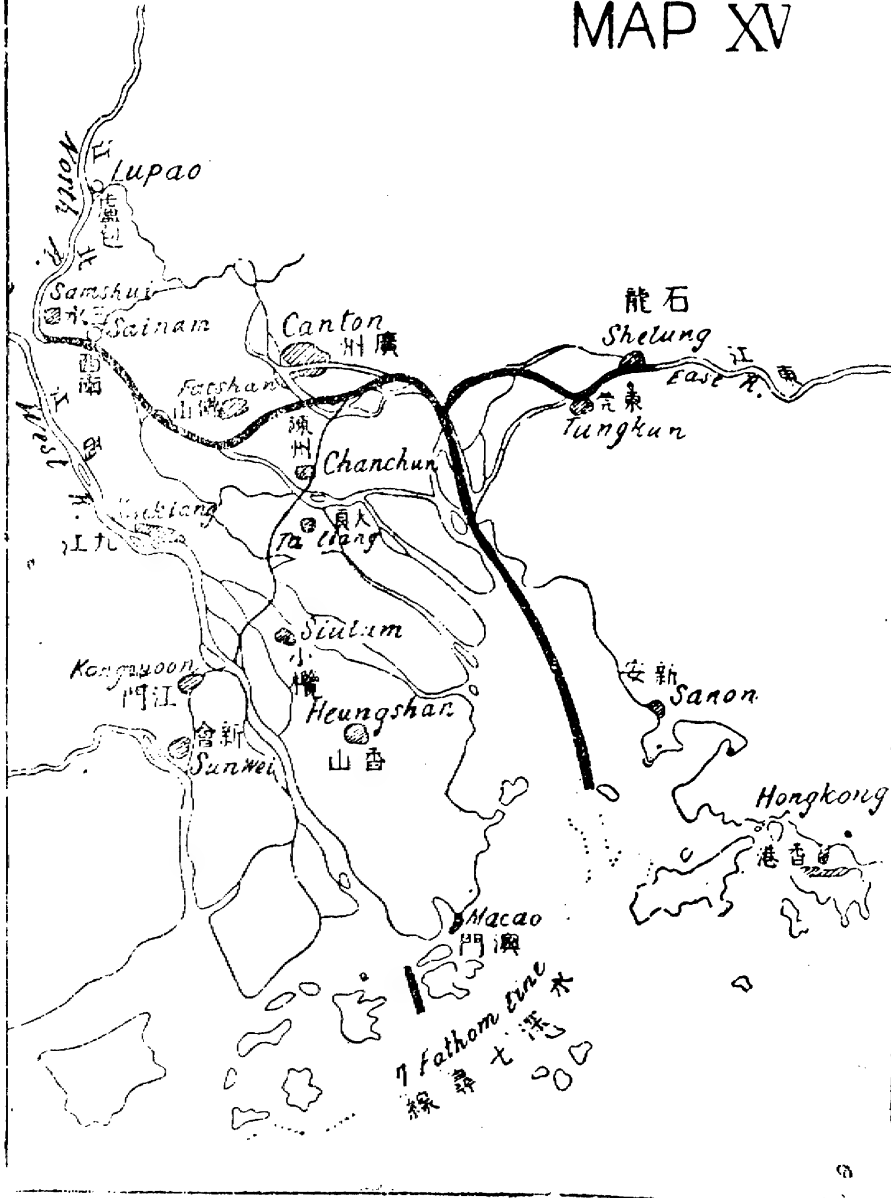 MAP XV
North R.
北江
Lupao
蘆包
Samshui
三水
Sainam
西南
Canton
廣州
龍石
Shelung
East R.
東江
莞東
Tungkun
Fatshan
佛山
West R.
西江
陳州
Chanchun
九江
Ta liang
大良
Siulam
小欖
Kongmoon
江門
新會
Sunwei
Heungshan
香山
新安
Sanon
Hongkong
香港
Macao
澳門
7 Fathom Line
水深七尋線